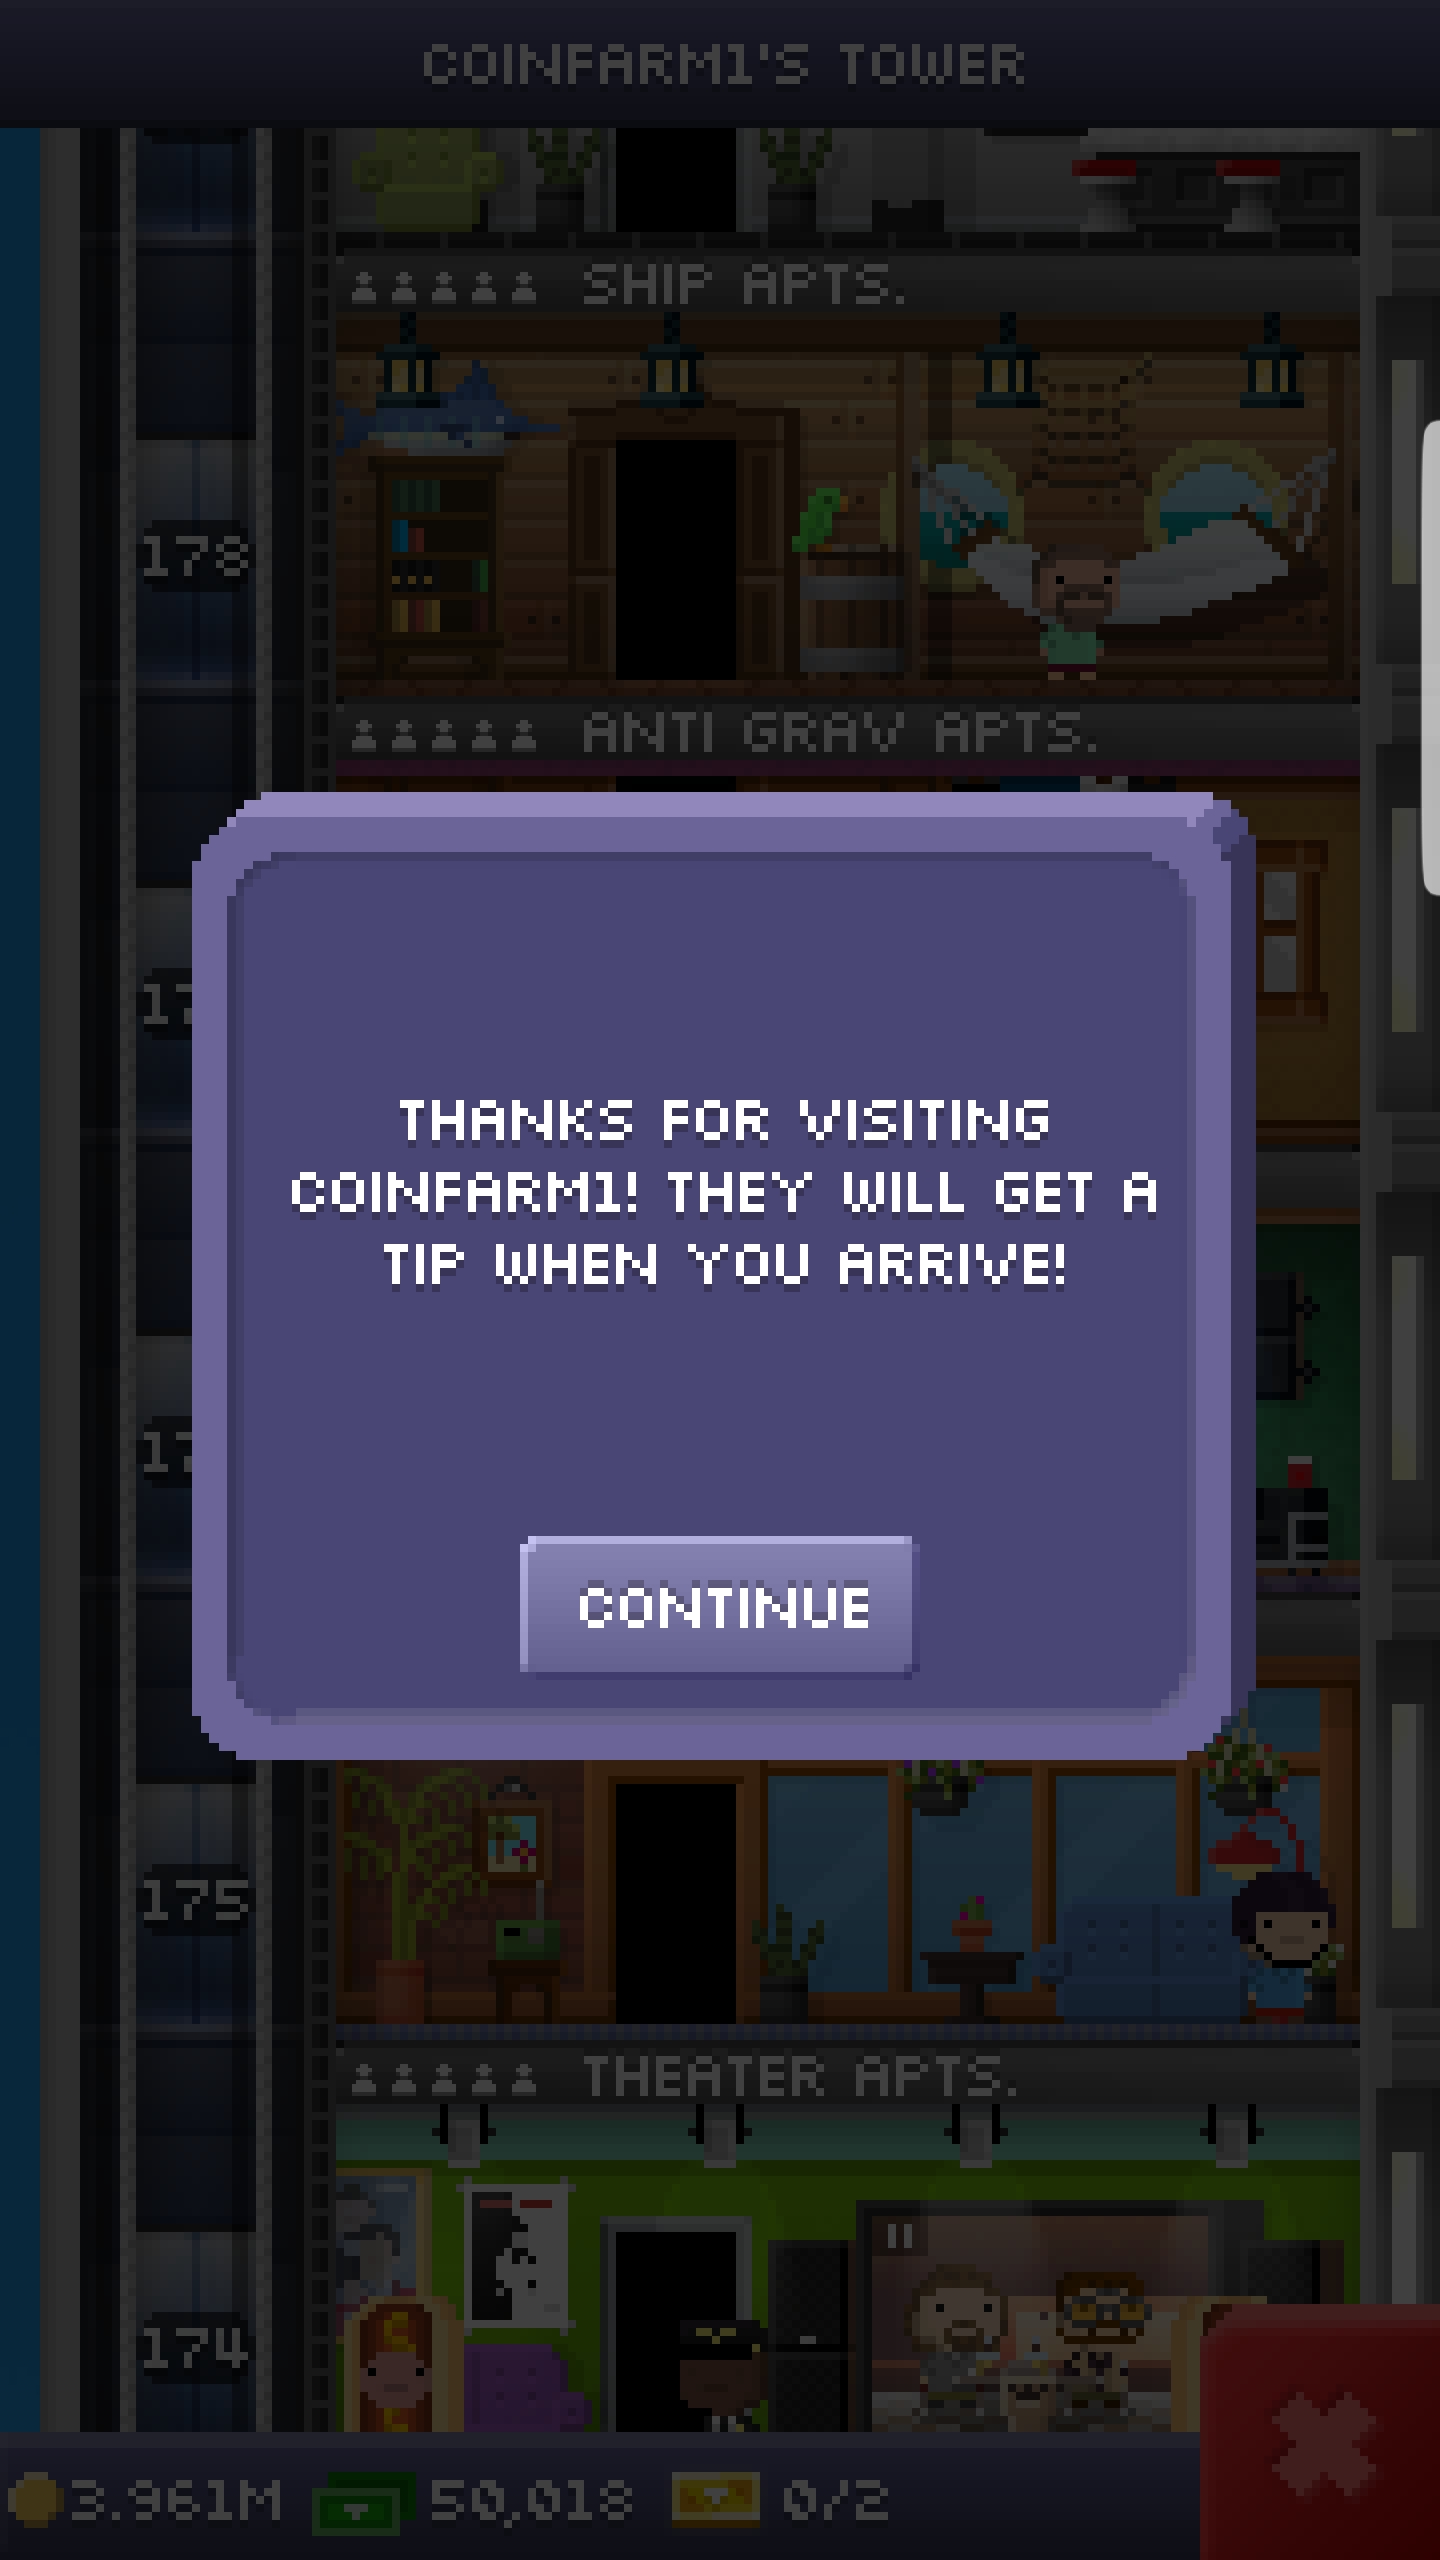 COINFARM1'S TOWER
SHIP APTS.
178
ANTI GRAV APTS.
THANKS FOR VISITING
COINFARM1! THEY WILL GET A
TIP WHEN YOU ARRIVE!
CONTINUE
175
THEATER APTS.
174
3.961M 50,018 0/2